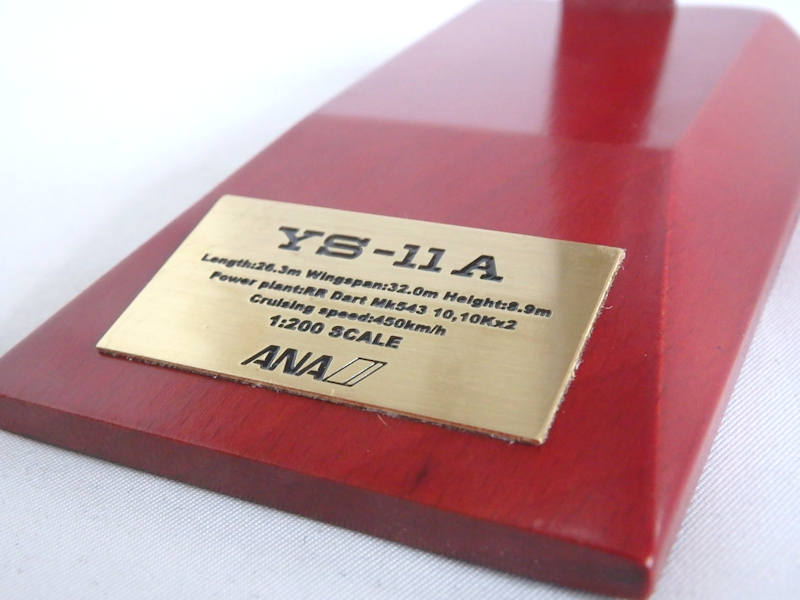 YS-11A
Length:26.3m Wingspan:32.0m Height:8.9m
Power plant:RR Dart Mk543 10,10Kx2
Cruising speed:450km/h
1:200 SCALE
ANA